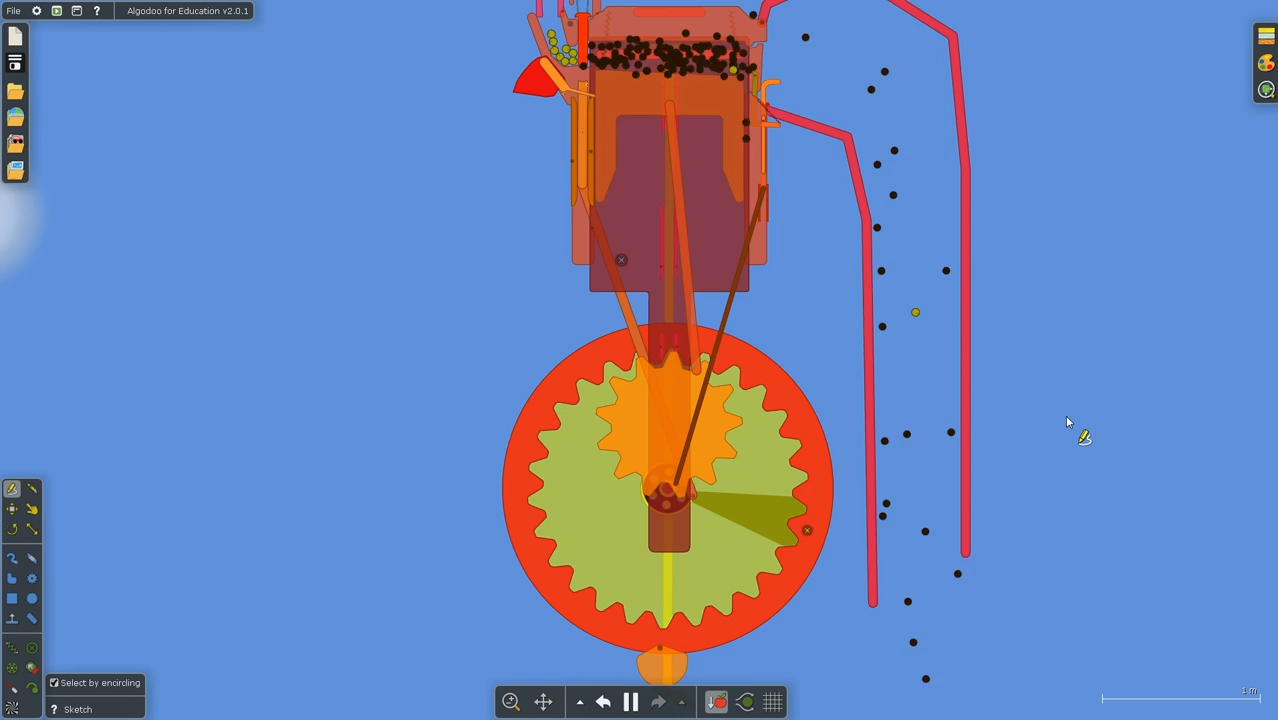 File ? Algodoo for Education v2.0.1
Select by encircling
? Sketch
1 m